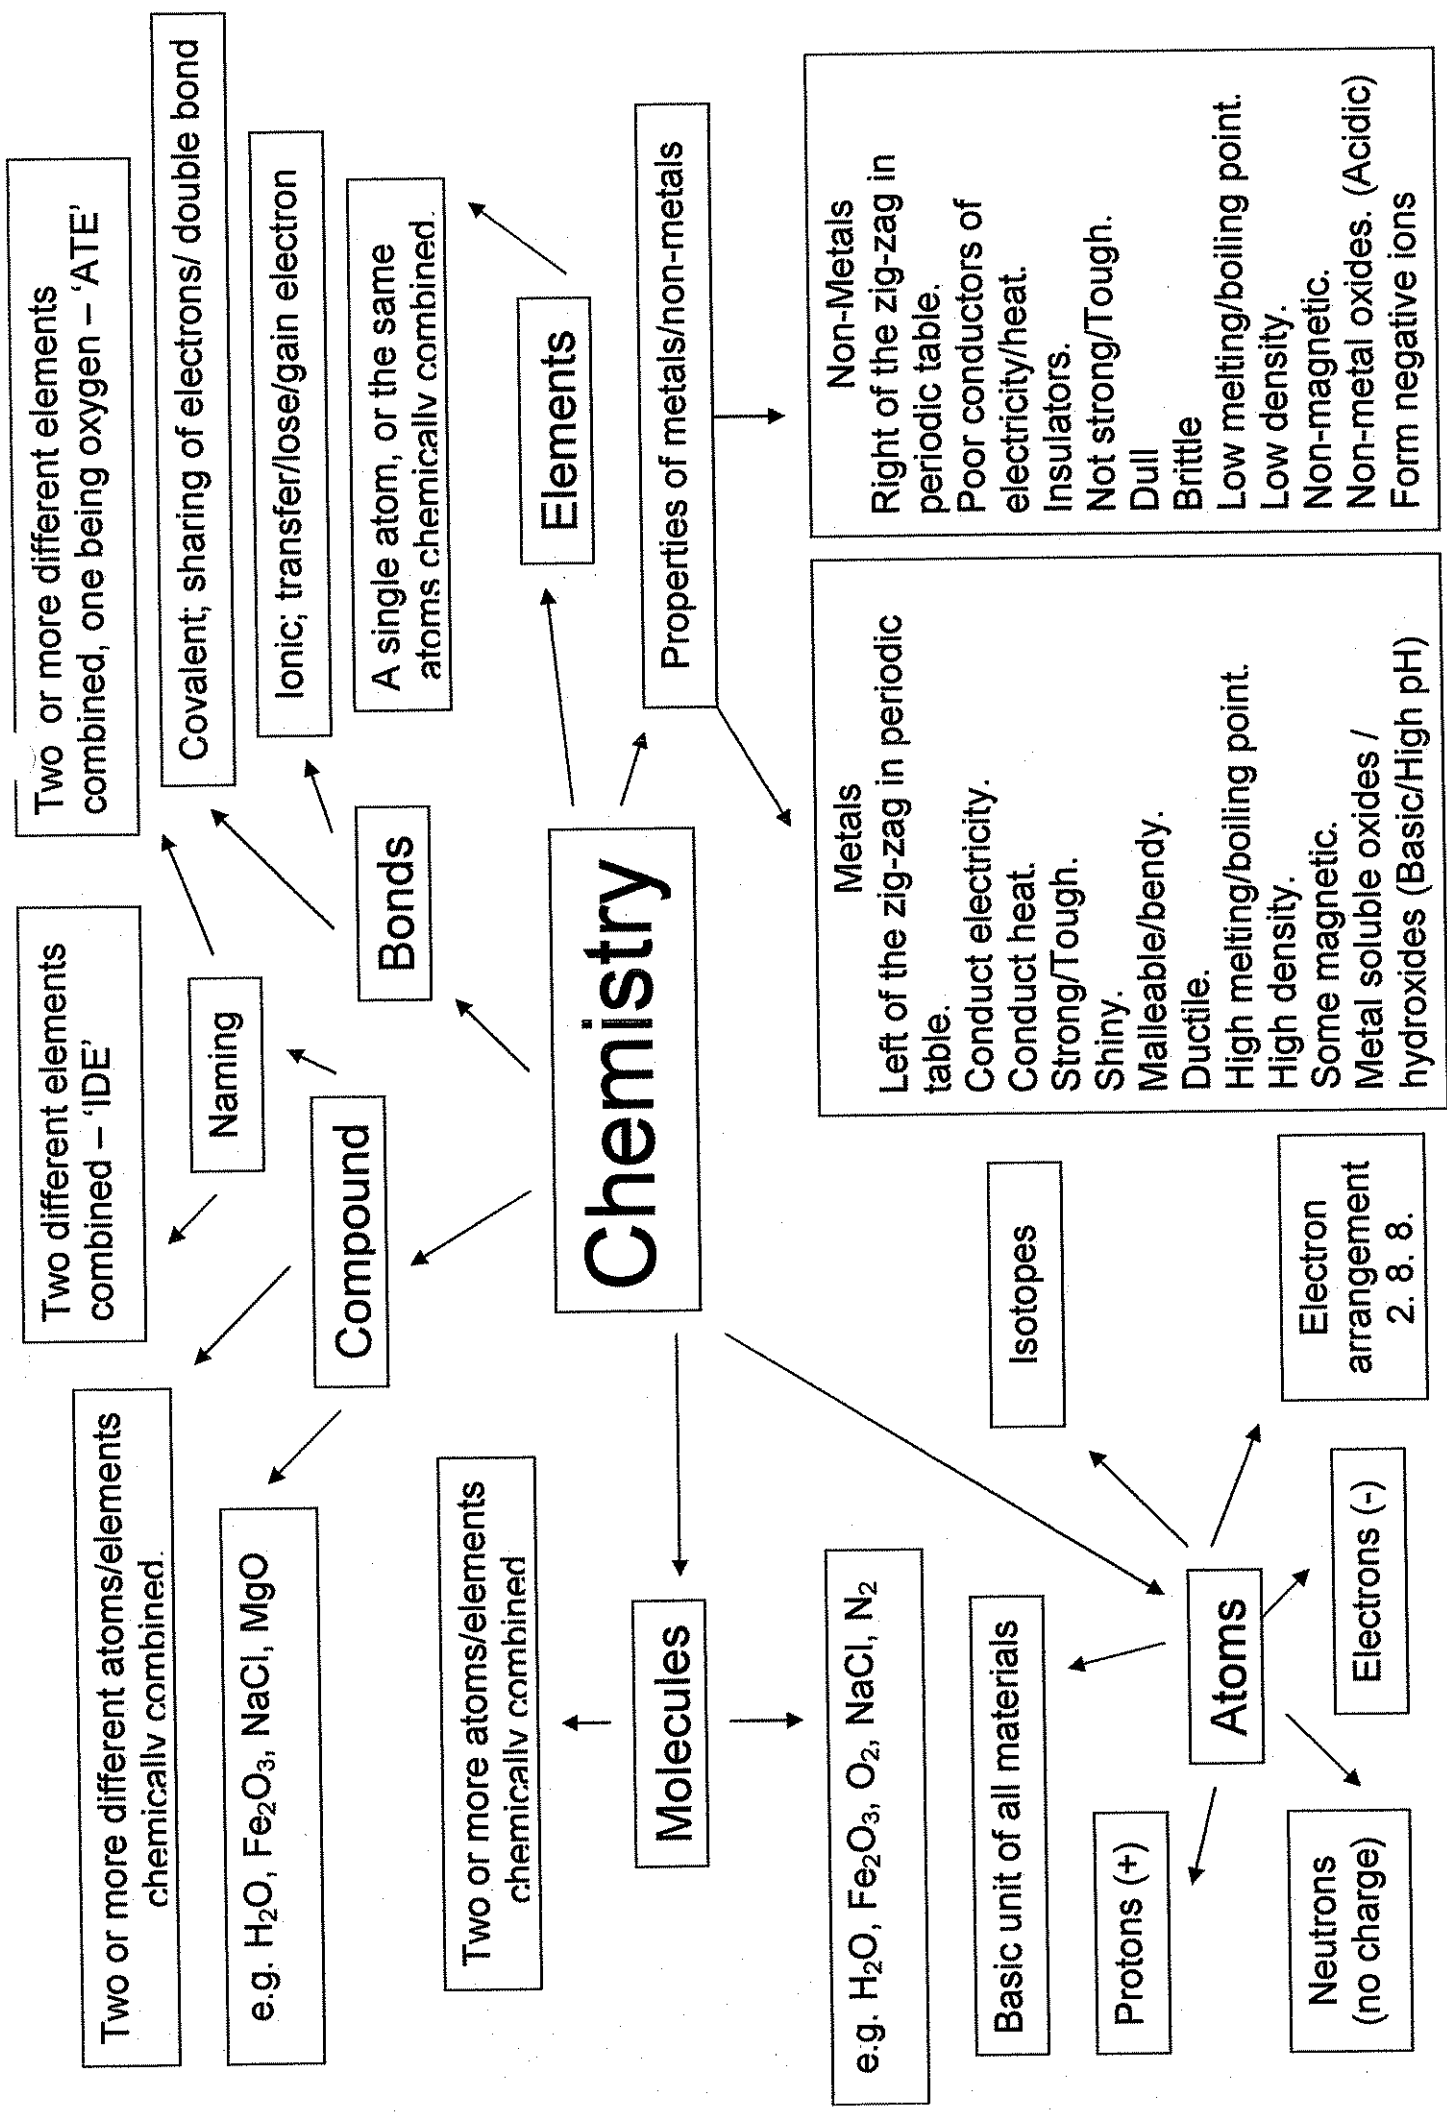 Two or more different atoms/elements
chemically combined.
e.g. H₂O, Fe₂O₃, NaCl, MgO
Two different elements
combined – 'IDE'
Two or more different elements
combined, one being oxygen – 'ATE'
Naming
Compound
Covalent; sharing of electrons/ double bond
Ionic; transfer/lose/gain electron
Bonds
A single atom, or the same
atoms chemically combined.
Elements
Two or more atoms/elements
chemically combined
Molecules
e.g. H₂O, Fe₂O₃, O₂, NaCl, N₂
Chemistry
Properties of metals/non-metals
Basic unit of all materials
Protons (+)
Atoms
Neutrons
(no charge)
Electrons (-)
Isotopes
Electron
arrangement
2. 8. 8.
Metals
Left of the zig-zag in periodic
table.
Conduct electricity.
Conduct heat.
Strong/Tough.
Shiny.
Malleable/bendy.
Ductile.
High melting/boiling point.
High density.
Some magnetic.
Metal soluble oxides /
hydroxides (Basic/High pH)
Non-Metals
Right of the zig-zag in
periodic table.
Poor conductors of
electricity/heat.
Insulators.
Not strong/Tough.
Dull
Brittle
Low melting/boiling point.
Low density.
Non-magnetic.
Non-metal oxides. (Acidic)
Form negative ions